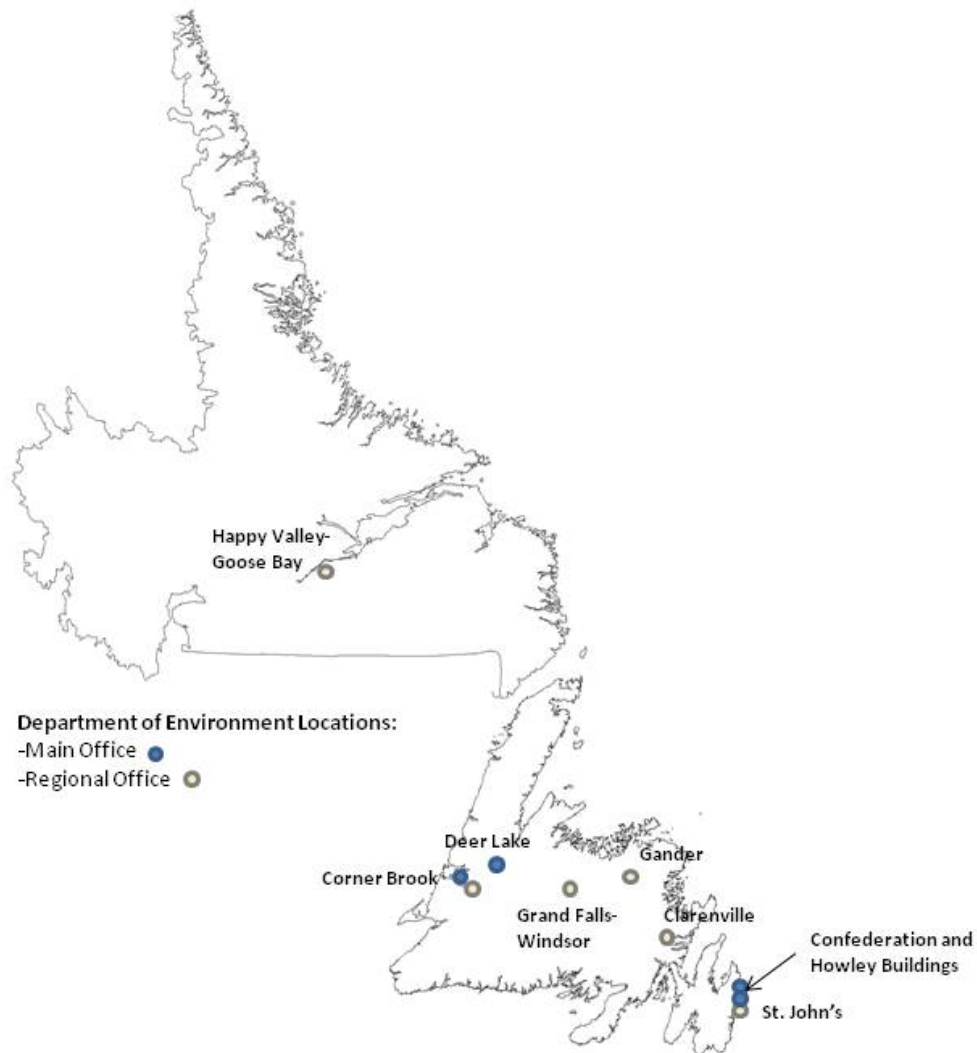 Happy Valley-
Goose Bay
Department of Environment Locations:
-Main Office
-Regional Office
Deer Lake
Gander
Corner Brook
Grand Falls-
Windsor
Clarenville
Confederation and
Howley Buildings
St. John's